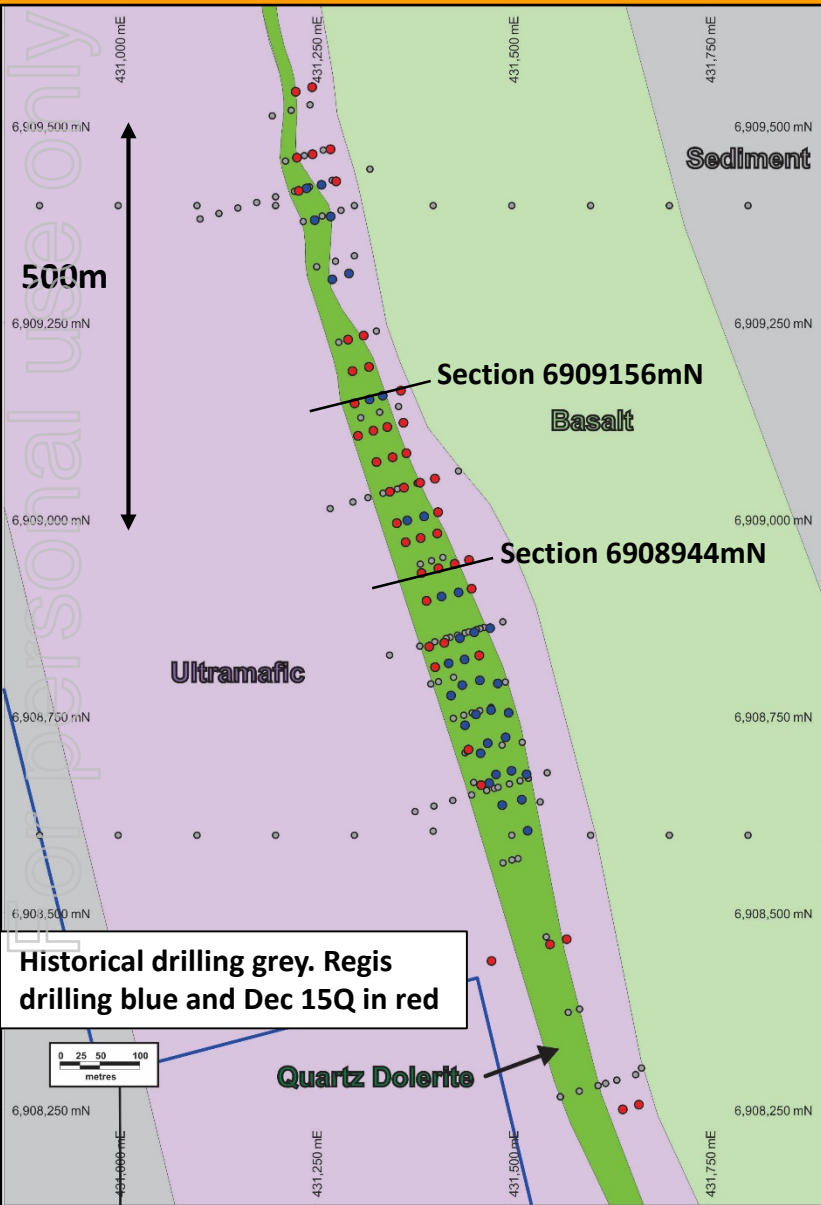 For personal use only
431,000 mE
431,250 mE
431,500 mE
431,750 mE
6,909,500 mN
6,909,500 mN
Sediment
500m
6,909,250 mN
6,909,250 mN
Section 6909156mN
Basalt
6,909,000 mN
6,909,000 mN
Section 6908944mN
Ultramafic
6,908,750 mN
6,908,750 mN
6,908,500 mN
6,908,500 mN
Historical drilling grey. Regis
drilling blue and Dec 15Q in red
0 25 50 100
metres
Quartz Dolerite
6,908,250 mN
6,908,250 mN
431,000 mE
431,250 mE
431,500 mE
431,750 mE